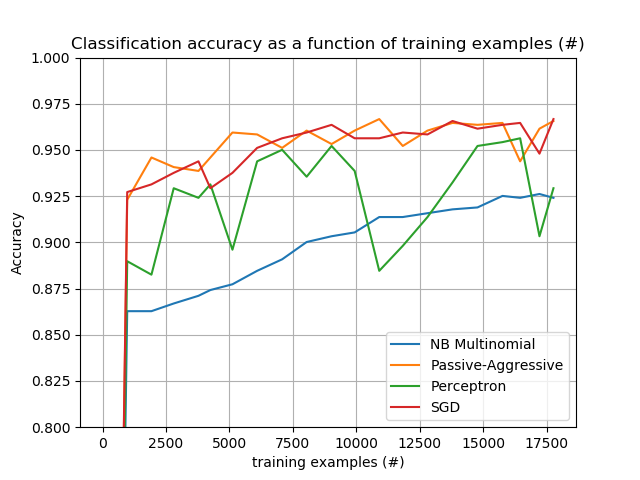 Classification accuracy as a function of training examples (#)
1.000
0.975
0.950
0.925
0.900
0.875
0.850
0.825
0.800
Accuracy
NB Multinomial
Passive-Aggressive
Perceptron
SGD
0 2500 5000 7500 10000 12500 15000 17500
training examples (#)